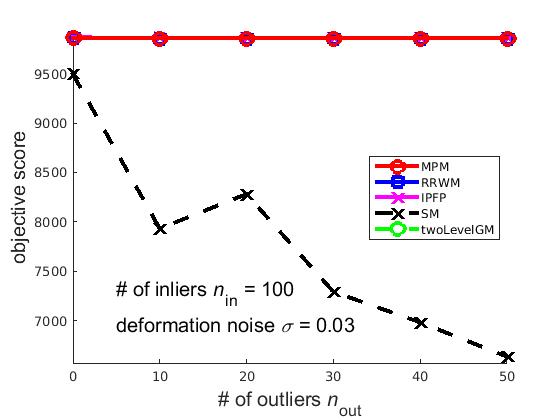 9500
9000
8500
8000
7500
7000
objective score
MPM
RRWM
IPFP
SM
twoLevelGM
# of inliers n_in = 100
deformation noise σ = 0.03
0 10 20 30 40 50
# of outliers n_out